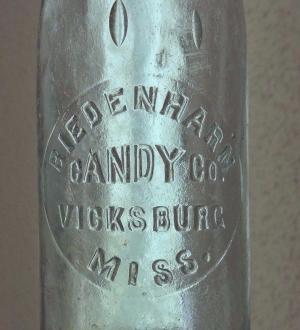 BIEDENHARN
CANDY Co.
VICKSBURG
MISS.